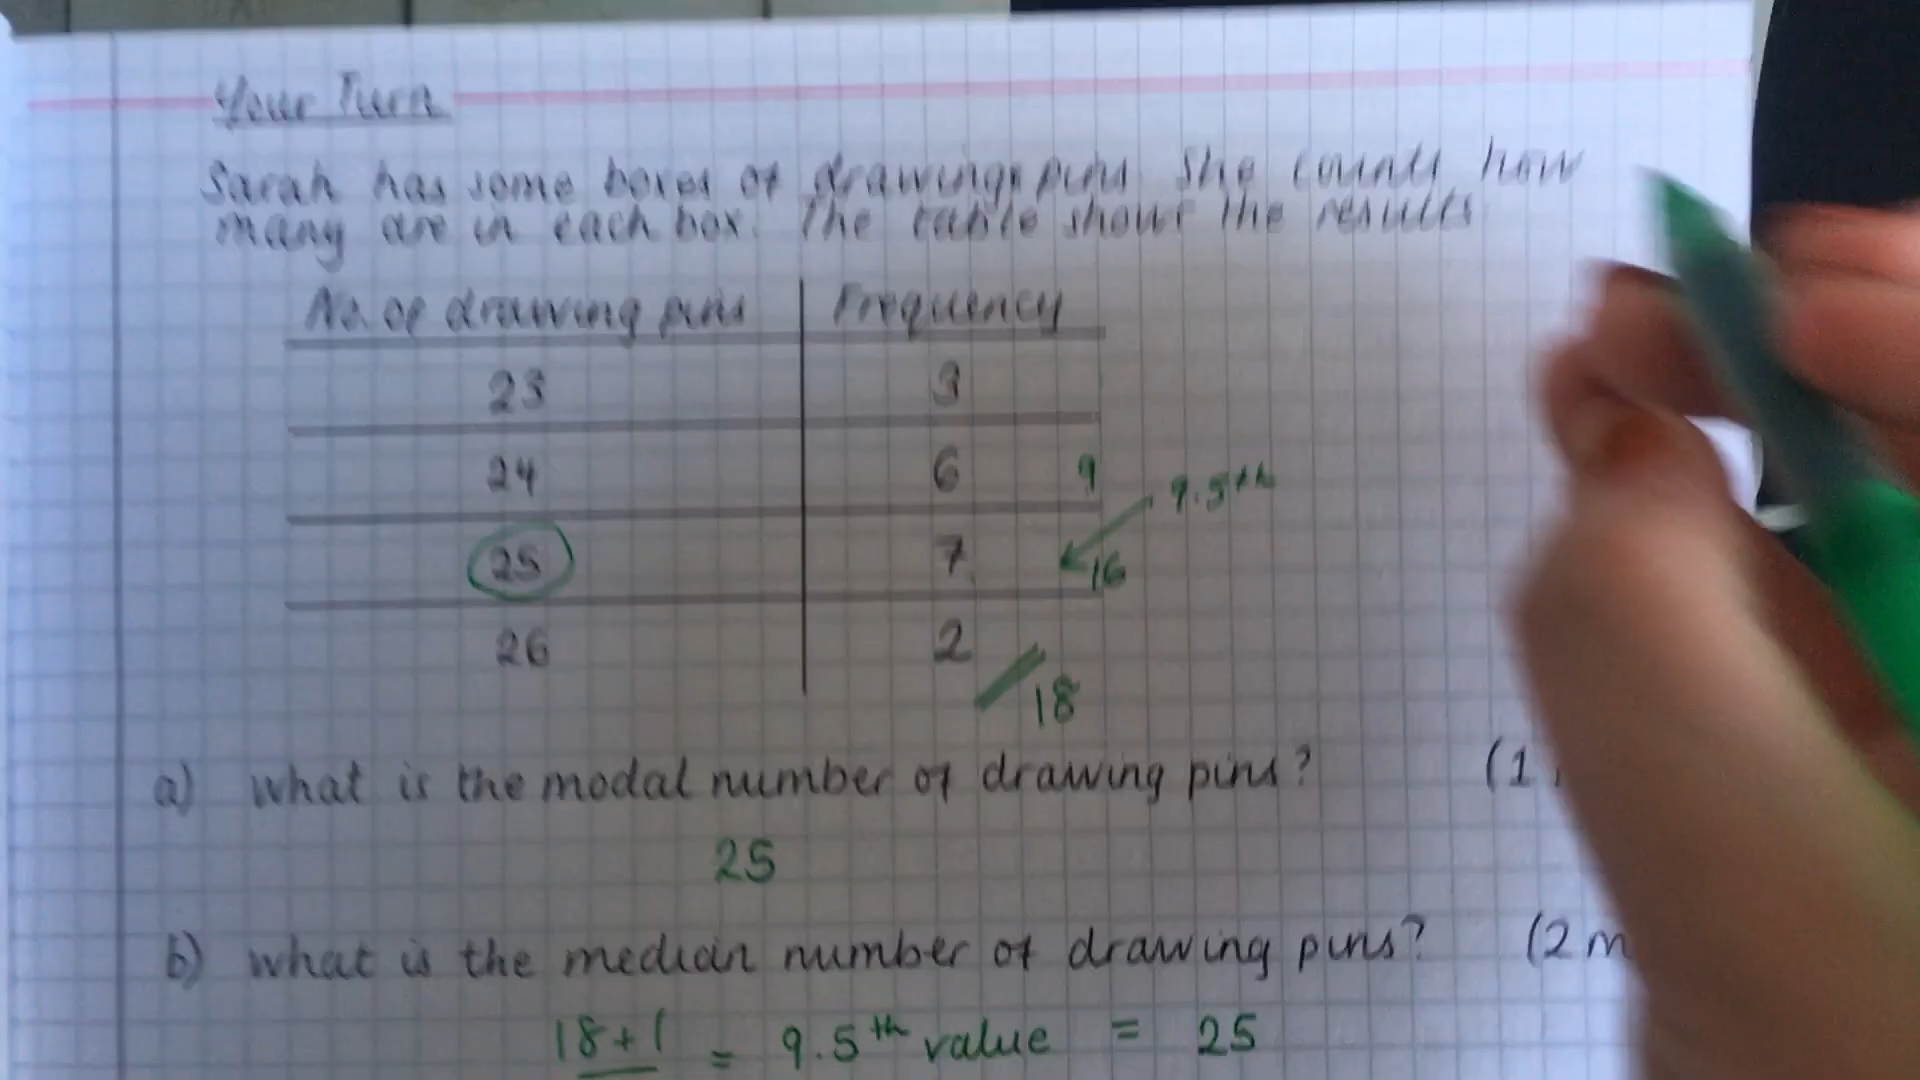 Your Turn
Sarah has some boxes of drawings pins She counts how
many are in each box. The table shows the results
No. of drawing pins Frequency
23 3
24 6 9
9.5th
25 7 16
26 2
18
a) what is the modal number of drawing pins? (1
25
b) what is the median number of drawing pins? (2 m
18+1 = 9.5th value = 25